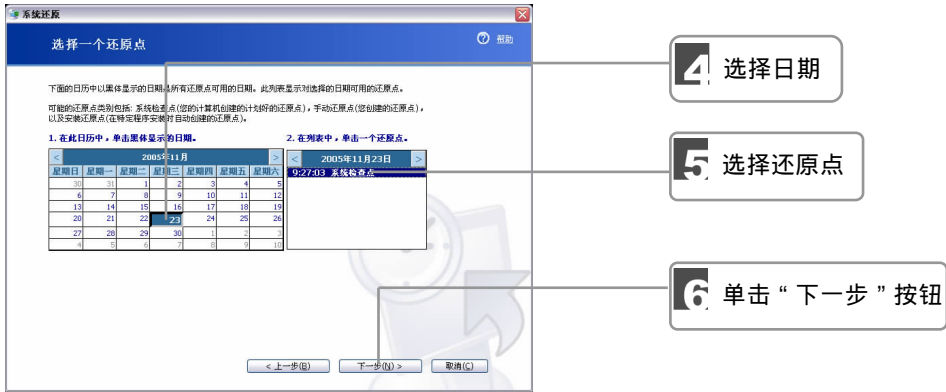 系统还原
选择一个还原点
帮助
下面的日历中以黑体显示的日期是所有还原点可用的日期。此列表显示对选择的日期可用的还原点。
可能的还原点类别包括: 系统检查点(您的计算机创建的计划好的还原点)，手动还原点(您创建的还原点)，
以及安装还原点(在特定程序安装时自动创建的还原点)。
1. 在此日历中，单击黑体显示的日期。
2. 在列表中，单击一个还原点。
< 2005年11月 >
星期日 星期一 星期二 星期三 星期四 星期五 星期六
30 31 1 2 3 4 5
6 7 8 9 10 11 12
13 14 15 16 17 18 19
20 21 22 23 24 25 26
27 28 29 30 1 2 3
4 5 6 7 8 9 10
< 2005年11月23日 >
9:27:03 系统检查点
< 上一步(B)
下一步(N) >
取消(C)
4 选择日期
5 选择还原点
6 单击“下一步”按钮